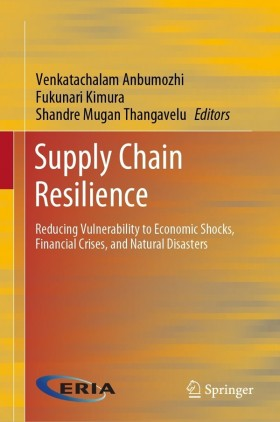 Venkatachalam Anbumozhi
Fukunari Kimura
Shandre Mugan Thangavelu Editors
Supply Chain
Resilience
Reducing Vulnerability to Economic Shocks,
Financial Crises, and Natural Disasters
ERIA
Springer